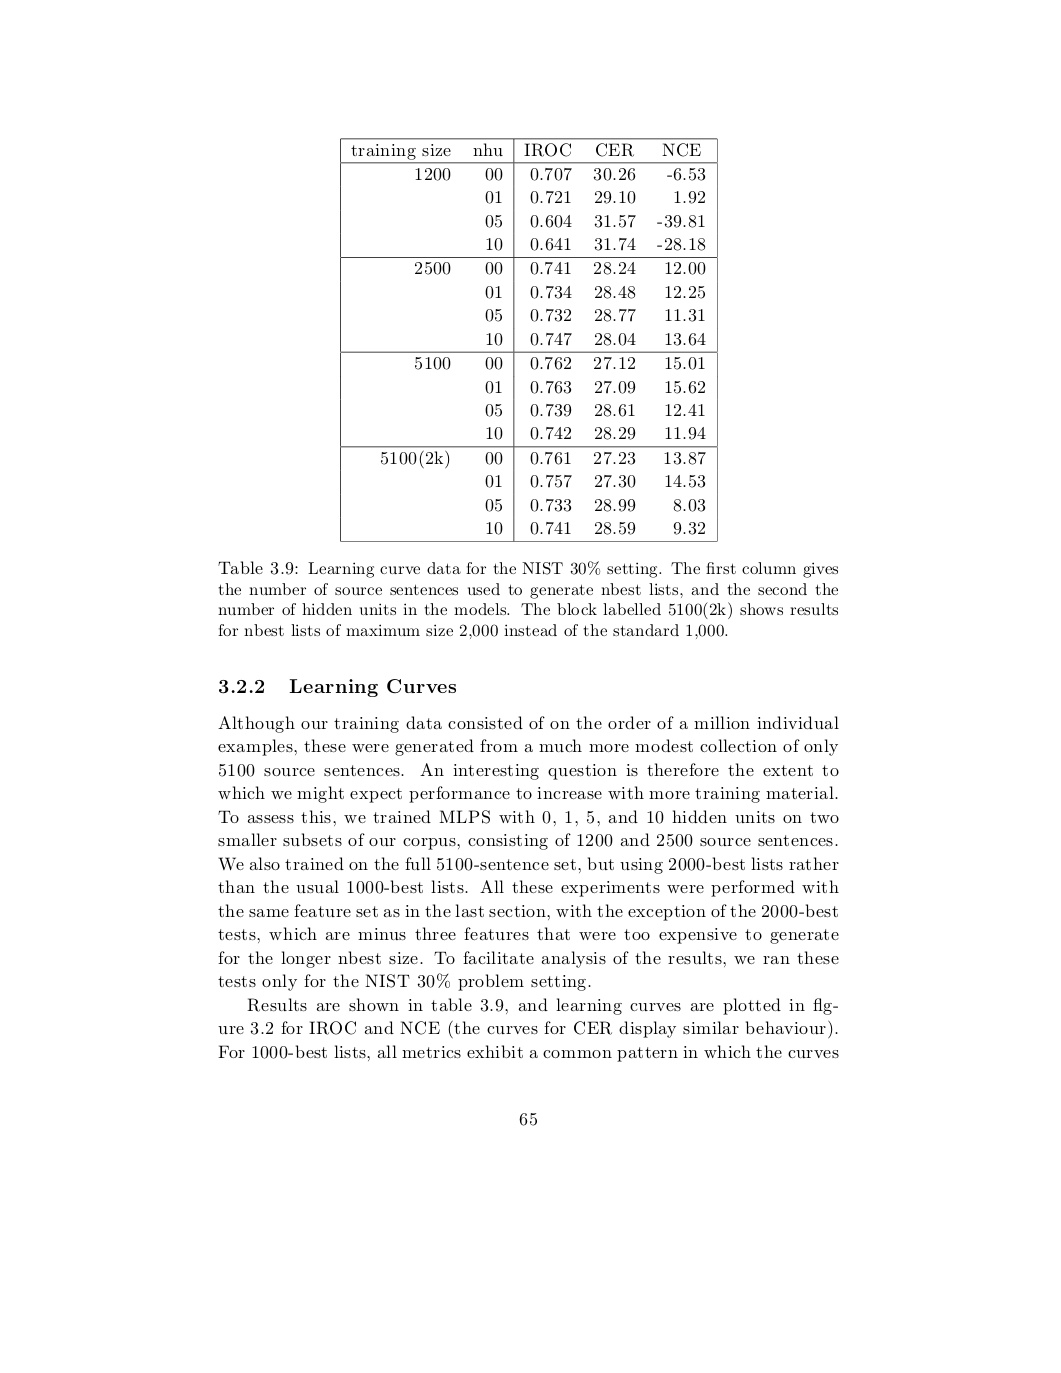 training size nhu IROC CER NCE
1200 00 0.707 30.26 -6.53
01 0.721 29.10 1.92
05 0.604 31.57 -39.81
10 0.641 31.74 -28.18
2500 00 0.741 28.24 12.00
01 0.734 28.48 12.25
05 0.732 28.77 11.31
10 0.747 28.04 13.64
5100 00 0.762 27.12 15.01
01 0.763 27.09 15.62
05 0.739 28.61 12.41
10 0.742 28.29 11.94
5100(2k) 00 0.761 27.23 13.87
01 0.757 27.30 14.53
05 0.733 28.99 8.03
10 0.741 28.59 9.32
Table 3.9: Learning curve data for the NIST 30% setting. The first column gives
the number of source sentences used to generate nbest lists, and the second the
number of hidden units in the models. The block labelled 5100(2k) shows results
for nbest lists of maximum size 2,000 instead of the standard 1,000.
3.2.2 Learning Curves
Although our training data consisted of on the order of a million individual
examples, these were generated from a much more modest collection of only
5100 source sentences. An interesting question is therefore the extent to
which we might expect performance to increase with more training material.
To assess this, we trained MLPS with 0, 1, 5, and 10 hidden units on two
smaller subsets of our corpus, consisting of 1200 and 2500 source sentences.
We also trained on the full 5100-sentence set, but using 2000-best lists rather
than the usual 1000-best lists. All these experiments were performed with
the same feature set as in the last section, with the exception of the 2000-best
tests, which are minus three features that were too expensive to generate
for the longer nbest size. To facilitate analysis of the results, we ran these
tests only for the NIST 30% problem setting.
Results are shown in table 3.9, and learning curves are plotted in fig-
ure 3.2 for IROC and NCE (the curves for CER display similar behaviour).
For 1000-best lists, all metrics exhibit a common pattern in which the curves
65